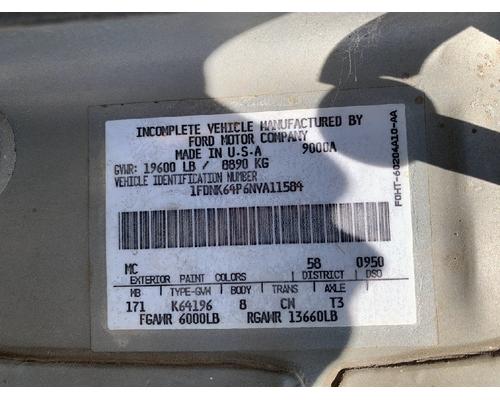 INCOMPLETE VEHICLE MANUFACTURED BY
FORD MOTOR COMPANY
MADE IN U.S.A 9000A
GVWR: 19600 LB / 8890 KG
VEHICLE IDENTIFICATION NUMBER
1FDNK64P6NVA11584
MC 58 0950
EXTERIOR PAINT COLORS DISTRICT DSO
WB TYPE-GVW BODY TRANS AXLE
171 K64196 8 CN T3
FGAWR 6000LB RGAWR 13660LB
F0HT-60204A10-AA